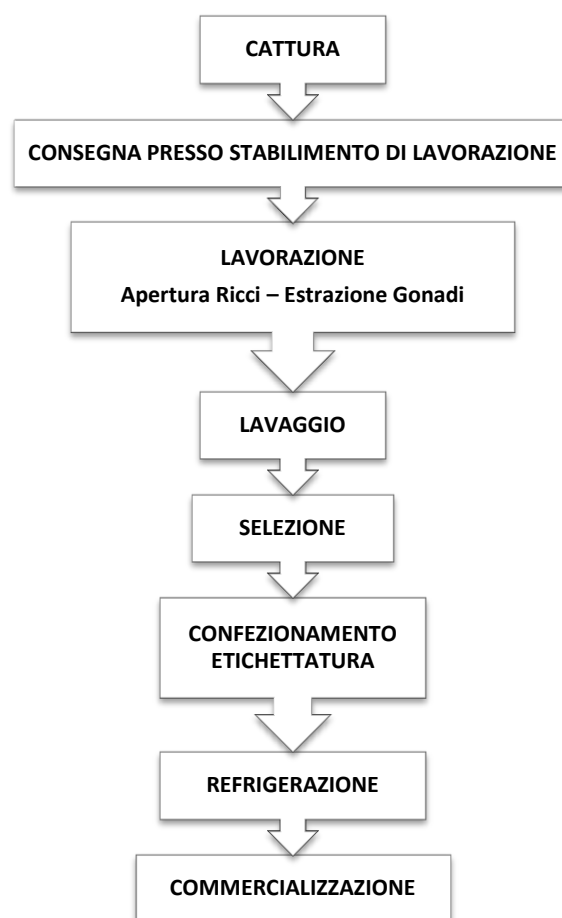 CATTURA
CONSEGNA PRESSO STABILIMENTO DI LAVORAZIONE
LAVORAZIONE
Apertura Ricci – Estrazione Gonadi
LAVAGGIO
SELEZIONE
CONFEZIONAMENTO
ETICHETTATURA
REFRIGERAZIONE
COMMERCIALIZZAZIONE